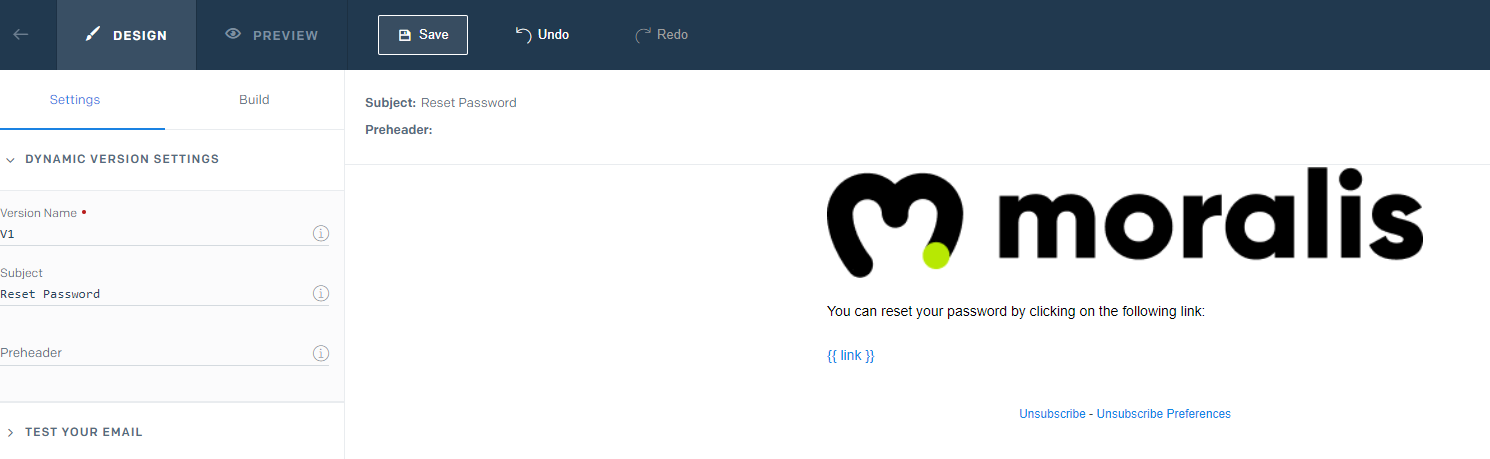 DESIGN
PREVIEW
Save
Undo
Redo
Settings
Build
DYNAMIC VERSION SETTINGS
Version Name
V1
Subject
Reset Password
Preheader
TEST YOUR EMAIL
Subject: Reset Password
Preheader:
moralis
You can reset your password by clicking on the following link:
{{ link }}
Unsubscribe - Unsubscribe Preferences